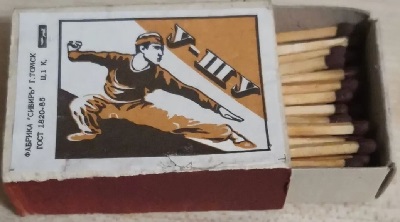 У-ШУ
ФАБРИКА "СИБИРЬ" Г. ТОМСК
ГОСТ 1820-85 Ц.1 К.